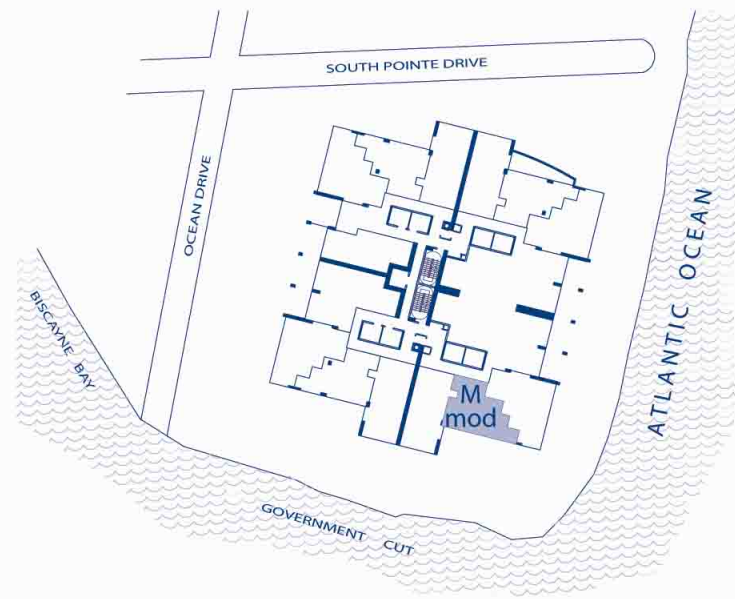 SOUTH POINTE DRIVE
OCEAN DRIVE
ATLANTIC OCEAN
BISCAYNE BAY
M
mod
GOVERNMENT CUT